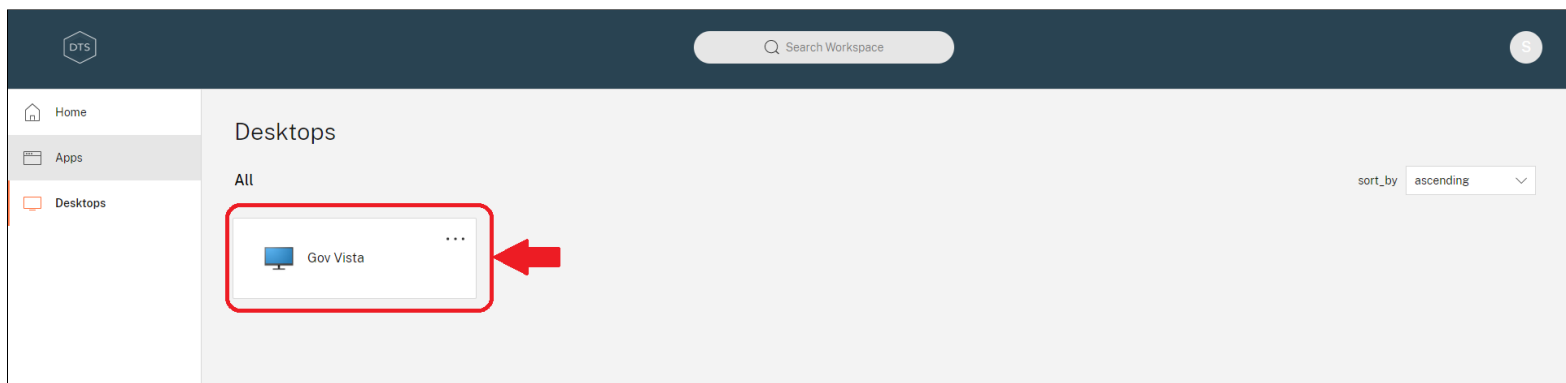 DTS
Search Workspace
S
Home
Apps
Desktops
Desktops
All
sort_by ascending
Gov Vista